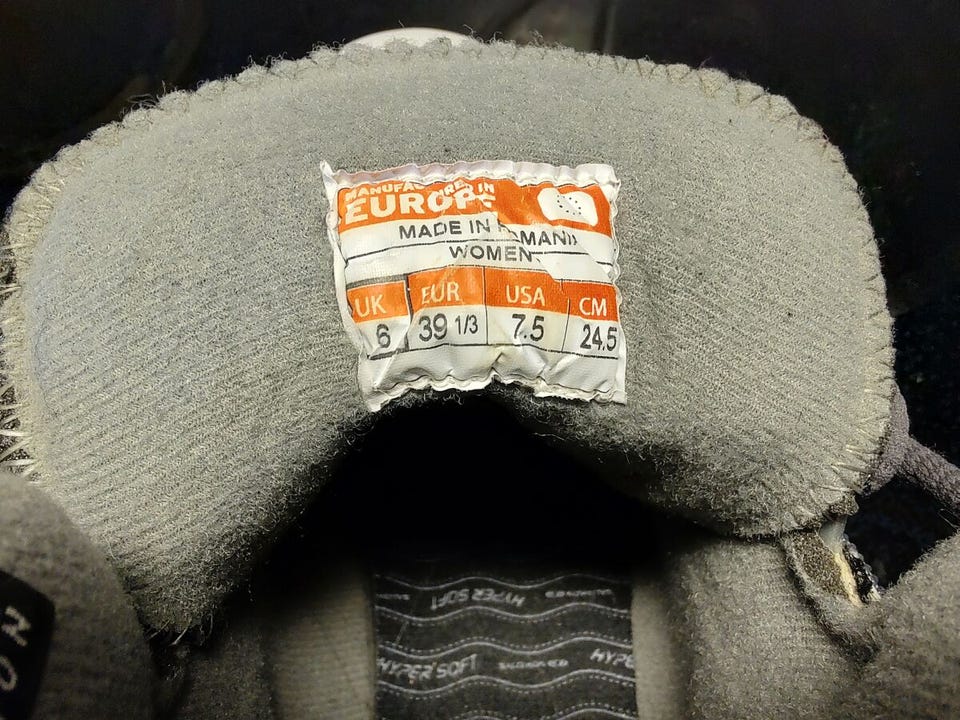 EUROPE
MADE IN
WOMEN
UK EUR USA CM
6 39 1/3 7.5 24.5
HYPER SOFT
HYPER SOFT
ON